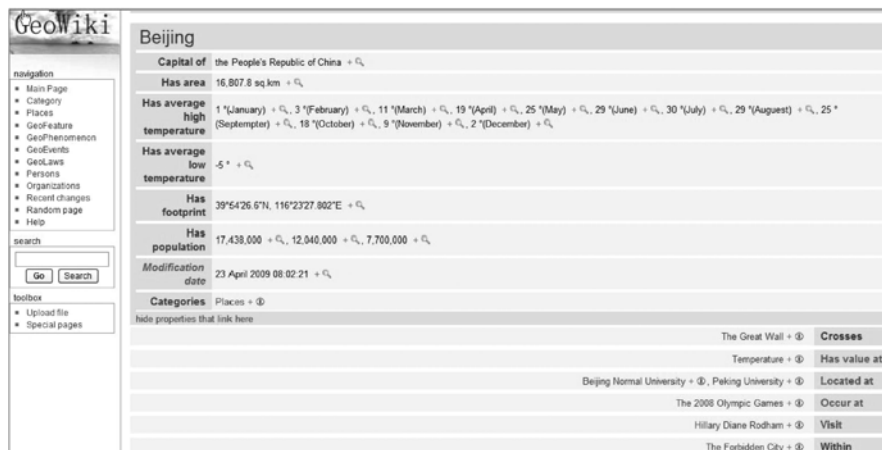 GeoWiki
navigation
Main Page
Category
Places
GeoFeature
GeoPhenomenon
GeoEvents
GeoLaws
Persons
Organizations
Recent changes
Random page
Help
search
Go Search
toolbox
Upload file
Special pages
Beijing
Capital of the People's Republic of China +
Has area 16,807.8 sq.km +
Has average high temperature 1 °(January) + , 3 °(February) + , 11 °(March) + , 19 °(April) + , 25 °(May) + , 29 °(June) + , 30 °(July) + , 29 °(Auguest) + , 25 °
(Septempter) + , 18 °(October) + , 9 °(November) + , 2 °(December) +
Has average low temperature -5 ° +
Has footprint 39°54'26.6"N, 116°23'27.802"E +
Has population 17,438,000 + , 12,040,000 + , 7,700,000 +
Modification date 23 April 2009 08:02:21 +
Categories Places +
hide properties that link here
The Great Wall + Crosses
Temperature + Has value at
Beijing Normal University + , Peking University + Located at
The 2008 Olympic Games + Occur at
Hillary Diane Rodham + Visit
The Forbidden City + Within